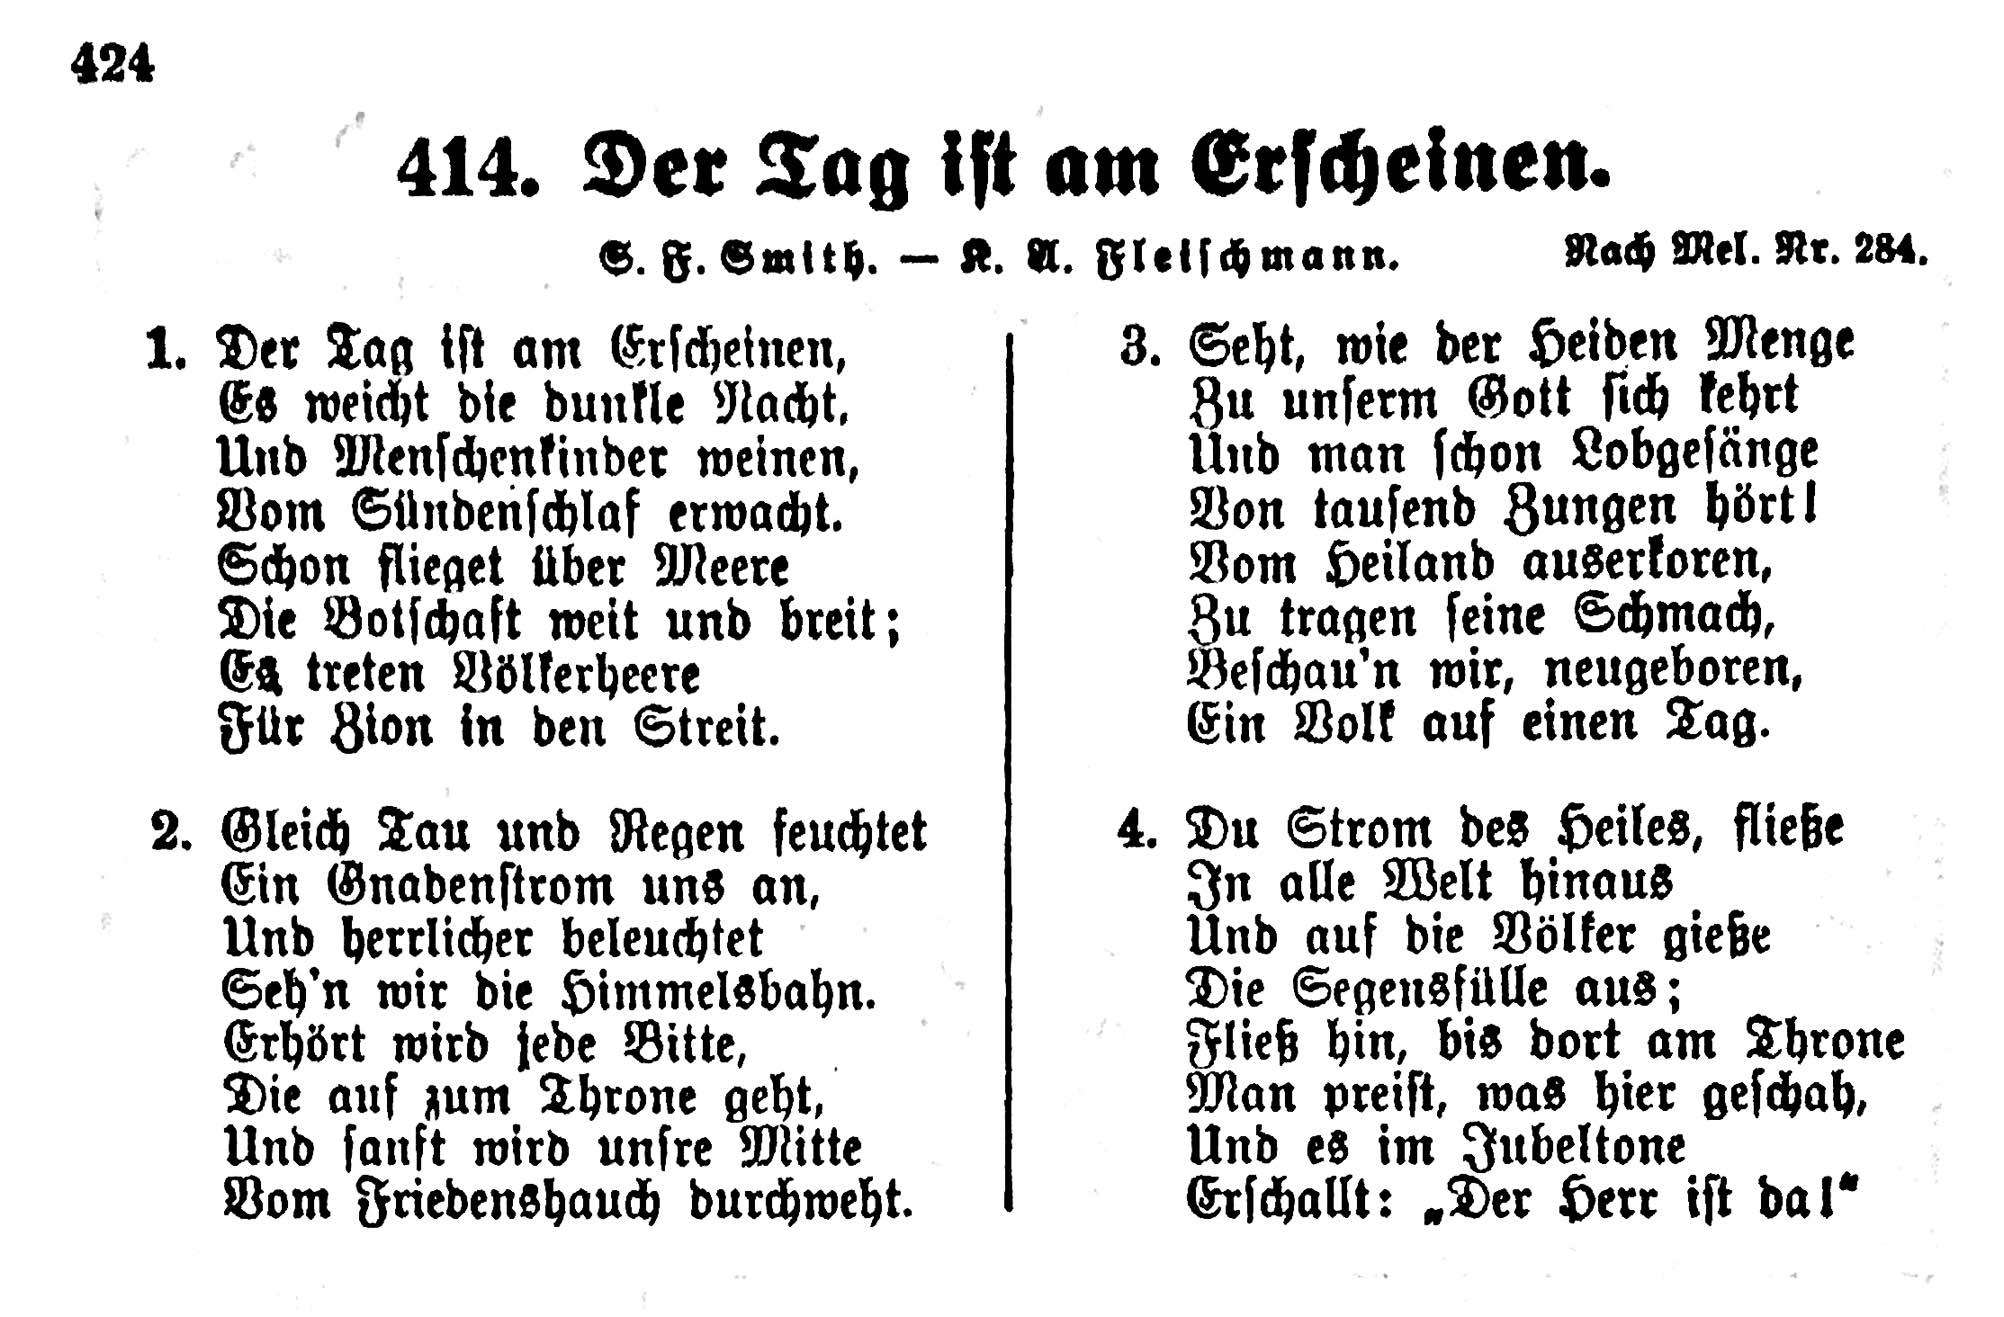 424
414. Der Tag ist am Erscheinen.
S. F. Smith. — K. A. Fleischmann.
Nach Mel. Nr. 284.
1. Der Tag ist am Erscheinen,
Es weicht die dunkle Nacht,
Und Menschenkinder weinen,
Vom Sündenschlaf erwacht.
Schon flieget über Meere
Die Botschaft weit und breit;
Es treten Völkerheere
Für Zion in den Streit.
2. Gleich Tau und Regen feuchtet
Ein Gnadenstrom uns an,
Und herrlicher beleuchtet
Seh'n wir die Himmelsbahn.
Erhört wird jede Bitte,
Die auf zum Throne geht,
Und sanft wird unsre Mitte
Vom Friedenshauch durchweht.
3. Seht, wie der Heiden Menge
Zu unserm Gott sich kehrt
Und man schon Lobgesänge
Von tausend Zungen hört!
Vom Heiland auserkoren,
Zu tragen seine Schmach,
Beschau'n wir, neugeboren,
Ein Volk auf einen Tag.
4. Du Strom des Heiles, fließe
In alle Welt hinaus
Und auf die Völker gieße
Die Segensfülle aus;
Fließ hin, bis dort am Throne
Man preist, was hier geschah,
Und es im Jubeltone
Erschallt: „Der Herr ist da!“